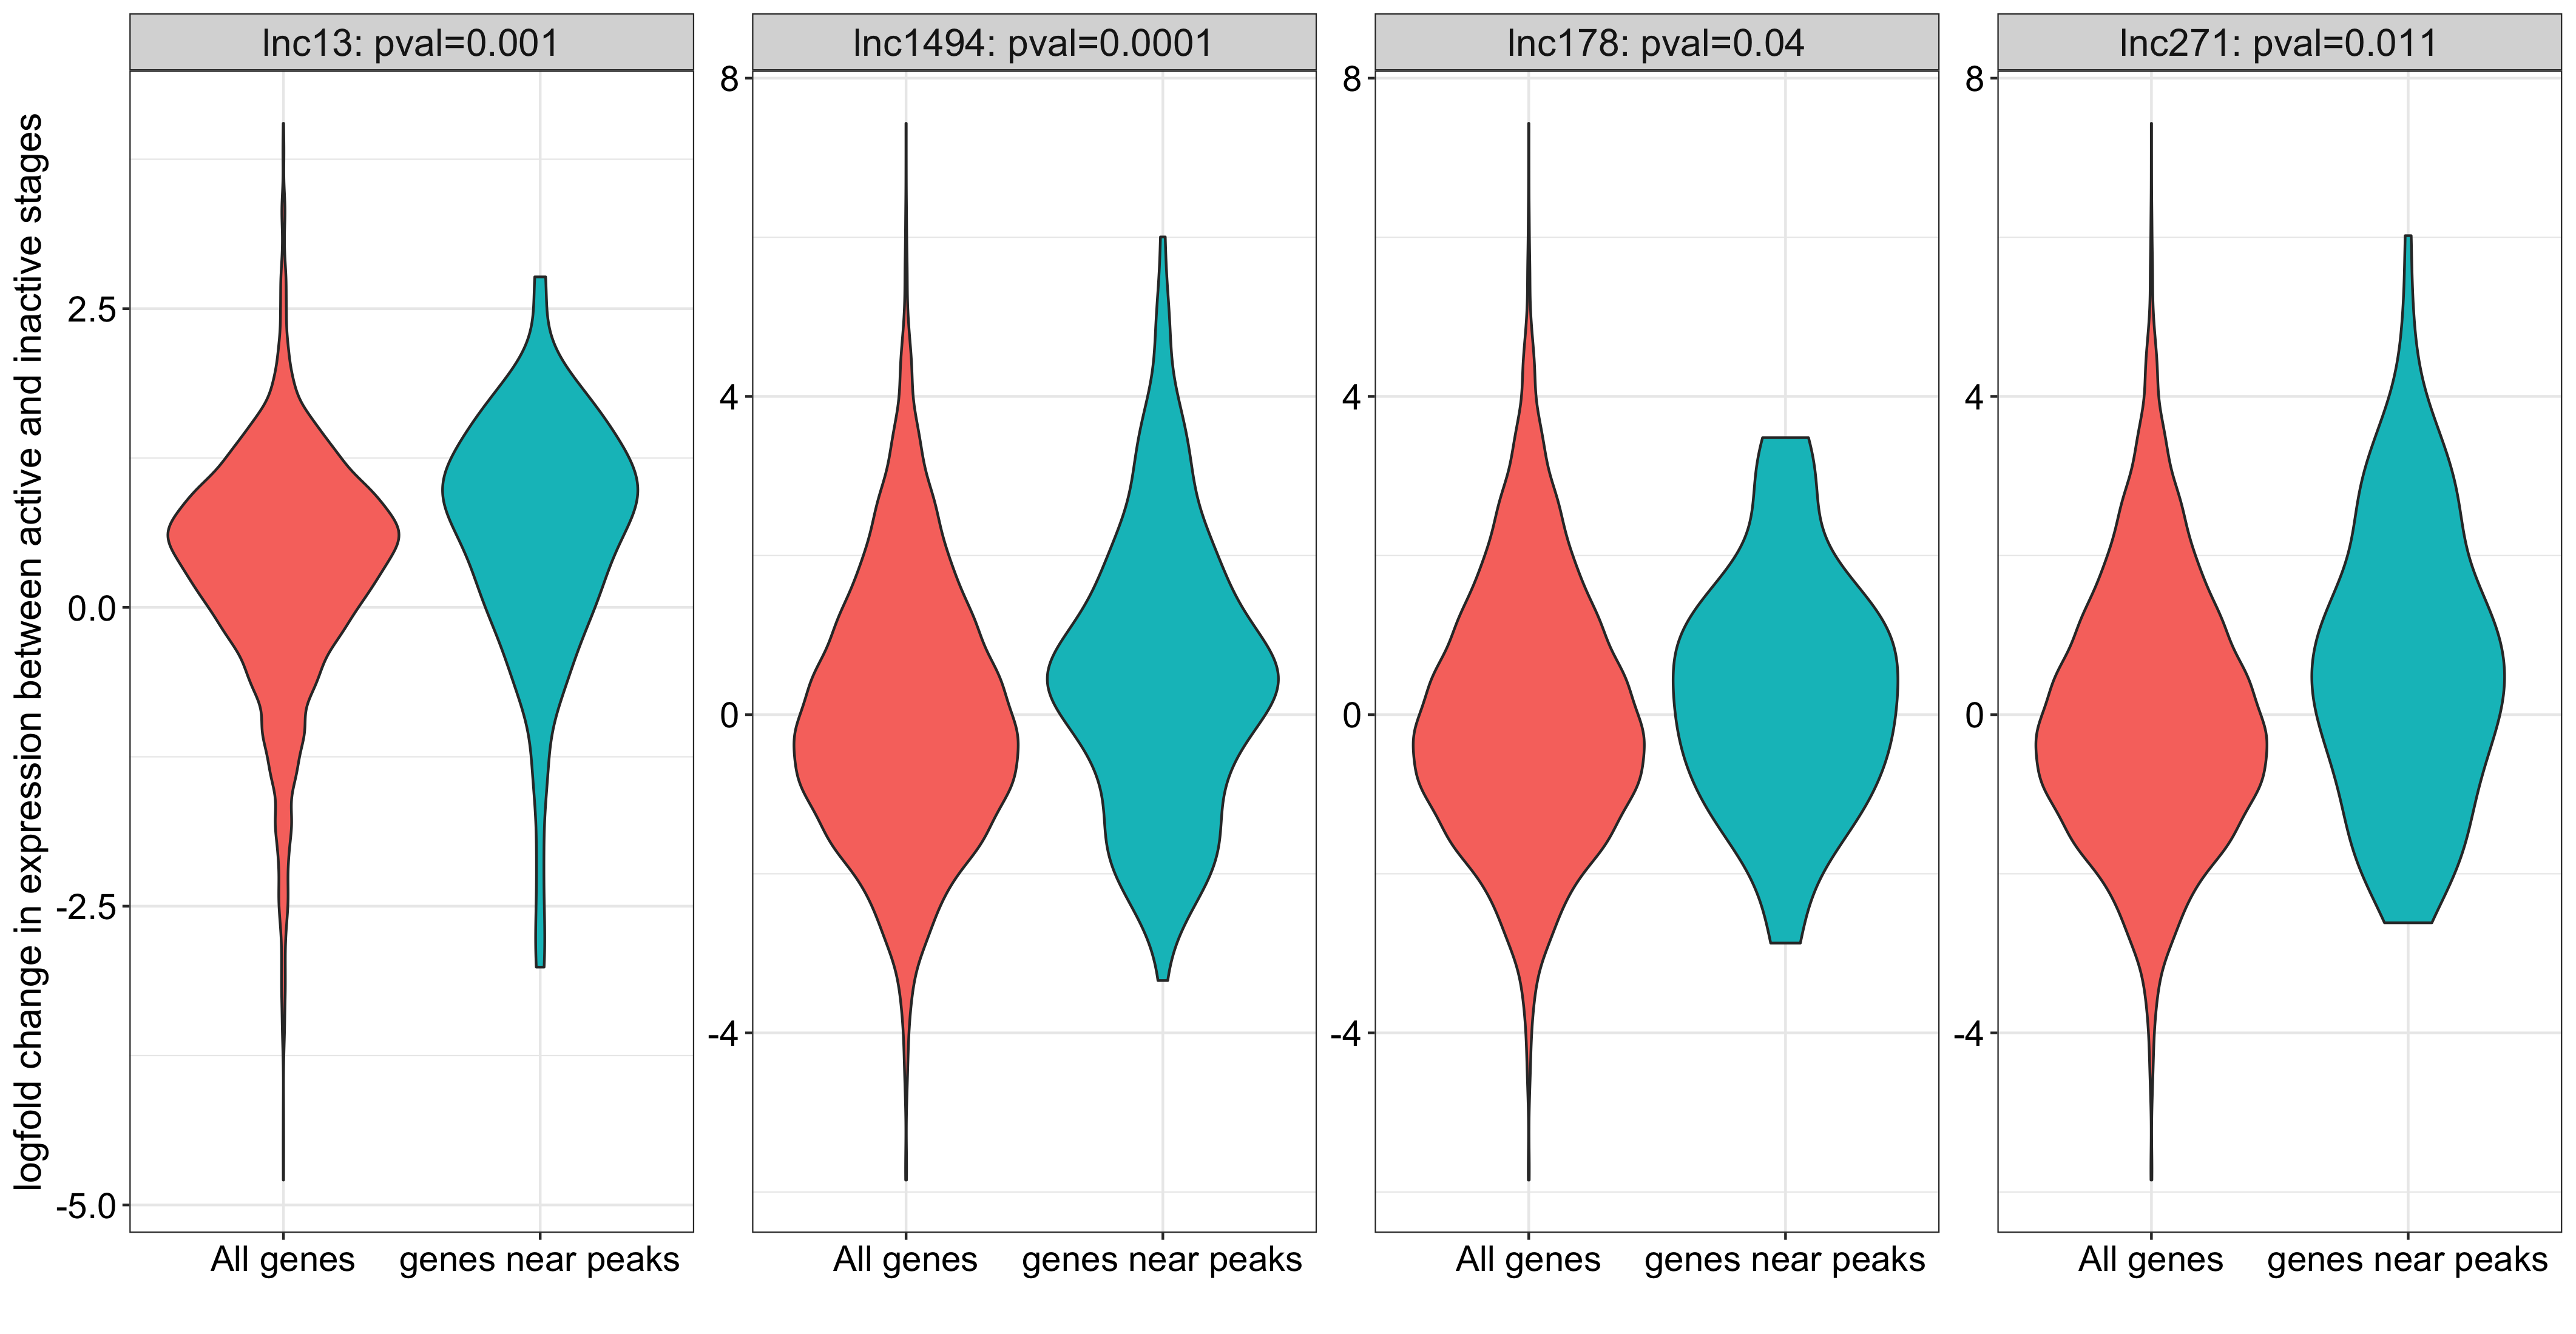 lnc13: pval=0.001
lnc1494: pval=0.0001
lnc178: pval=0.04
lnc271: pval=0.011
logfold change in expression between active and inactive stages
2.5
0.0
-2.5
-5.0
8
4
0
-4
8
4
0
-4
8
4
0
-4
All genes genes near peaks
All genes genes near peaks
All genes genes near peaks
All genes genes near peaks